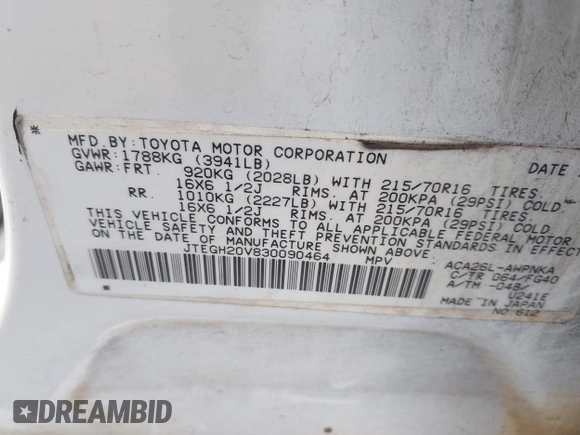 MFD.BY:TOYOTA MOTOR CORPORATION DATE
GVWR:1788KG (3941LB)
GAWR:FRT. 920KG (2028LB) WITH 215/70R16 TIRES.
16X6 1/2J RIMS. AT 200KPA (29PSI) COLD.
RR. 1010KG (2227LB) WITH 215/70R16 TIRES.
16X6 1/2J RIMS. AT 200KPA (29PSI) COLD.
THIS VEHICLE CONFORMS TO ALL APPLICABLE FEDERAL MOTOR
VEHICLE SAFETY AND THEFT PREVENTION STANDARDS IN EFFECT
ON THE DATE OF MANUFACTURE SHOWN ABOVE.
JTEGH20V830090464 MPV
ACA26L-AWPNKA
C/TR 064/FG40
A/TM -048/
U241E
MADE IN JAPAN
NO 612
DREAMBID